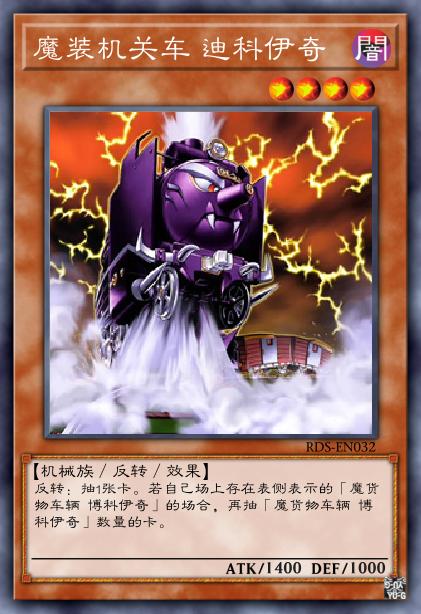 魔装机关车 迪科伊奇 闇
RDS-EN032
【机械族／反转／效果】
反转：抽1张卡。若自己场上存在表侧表示的「魔货
物车辆 博科伊奇」的场合，再抽「魔货物车辆 博
科伊奇」数量的卡。
ATK/1400 DEF/1000